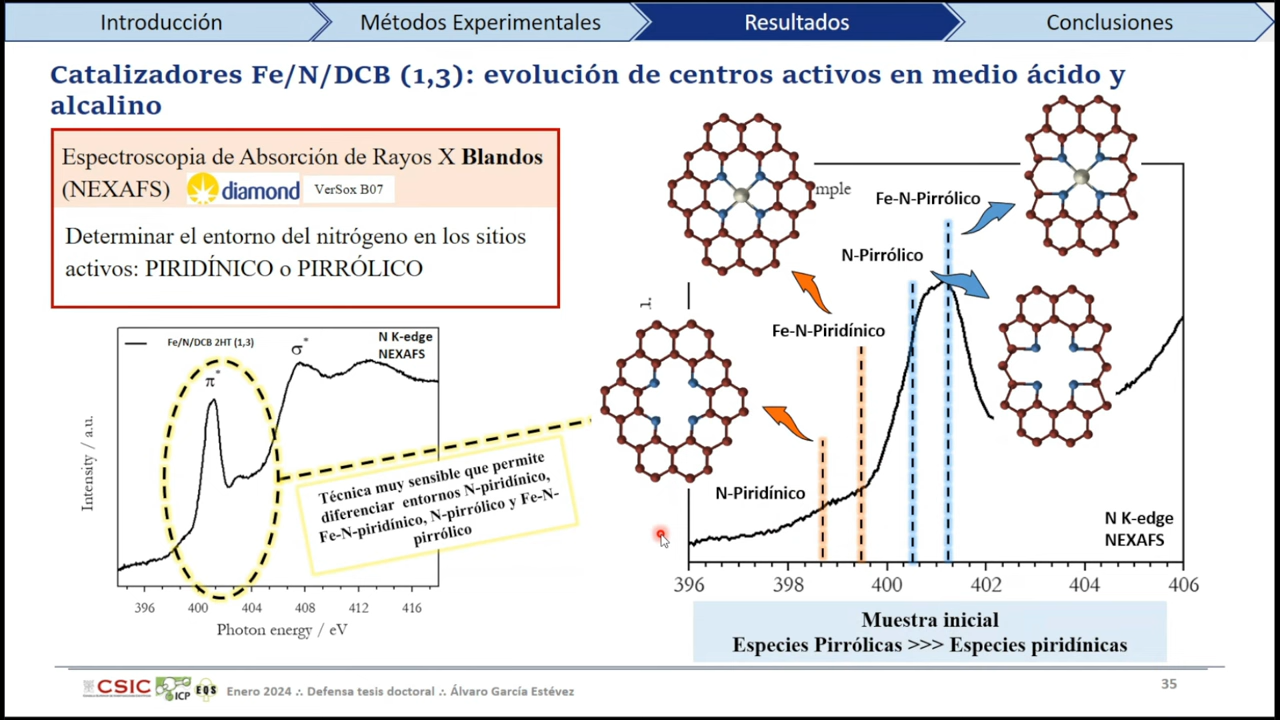 Introducción
Métodos Experimentales
Resultados
Conclusiones
Catalizadores Fe/N/DCB (1,3): evolución de centros activos en medio ácido y
alcalino
Espectroscopia de Absorción de Rayos X Blandos
(NEXAFS) diamond VerSox B07
Determinar el entorno del nitrógeno en los sitios
activos: PIRIDÍNICO o PIRRÓLICO
Fe/N/DCB 2HT (1,3)
N K-edge
NEXAFS
π*
σ*
Intensity / a.u.
396 400 404 408 412 416
Photon energy / eV
Técnica muy sensible que permite
diferenciar entornos N-piridínico,
Fe-N-piridínico, N-pirrólico y Fe-N-
pirrólico
mple
Fe-N-Pirrólico
N-Pirrólico
Fe-N-Piridínico
N-Piridínico
N K-edge
NEXAFS
396 398 400 402 404 406
Muestra inicial
Especies Pirrólicas >>> Especies piridínicas
CSIC ICP EQS Enero 2024 ∴ Defensa tesis doctoral ∴ Álvaro García Estévez
35